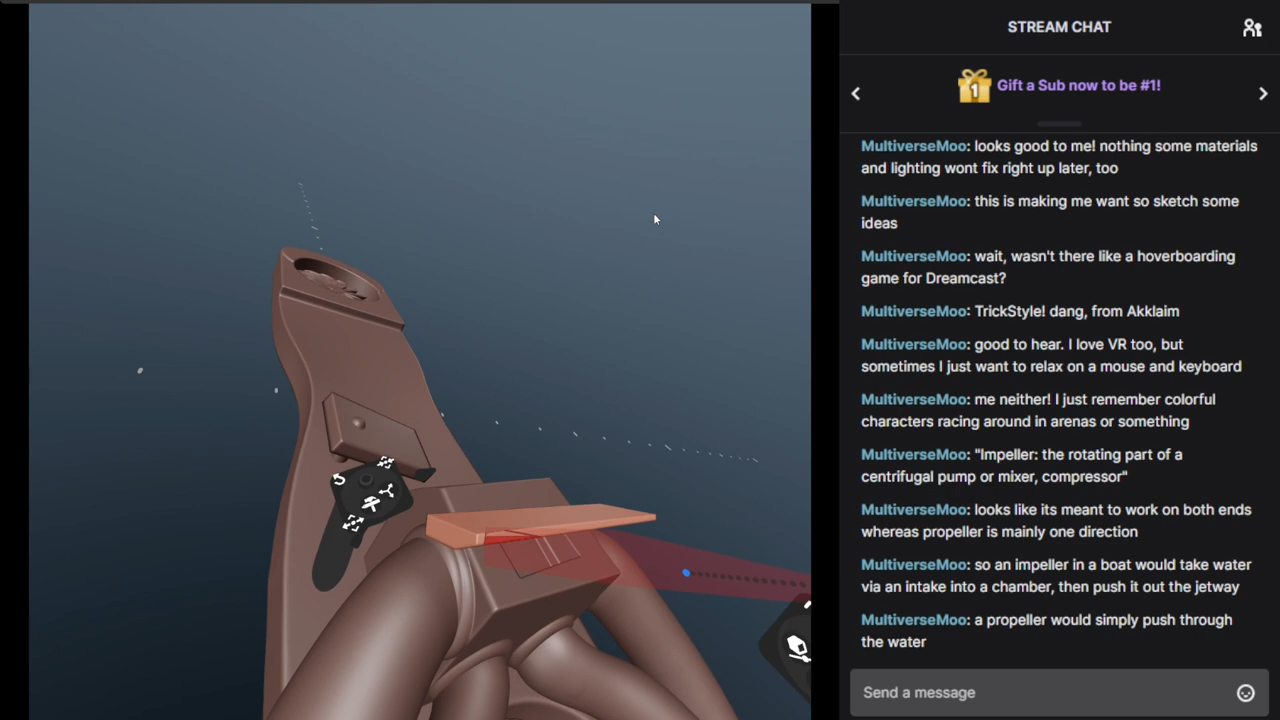 STREAM CHAT
1
Gift a Sub now to be #1!
MultiverseMoo: looks good to me! nothing some materials
and lighting wont fix right up later, too
MultiverseMoo: this is making me want so sketch some
ideas
MultiverseMoo: wait, wasn't there like a hoverboarding
game for Dreamcast?
MultiverseMoo: TrickStyle! dang, from Akklaim
MultiverseMoo: good to hear. I love VR too, but
sometimes I just want to relax on a mouse and keyboard
MultiverseMoo: me neither! I just remember colorful
characters racing around in arenas or something
MultiverseMoo: "Impeller: the rotating part of a
centrifugal pump or mixer, compressor"
MultiverseMoo: looks like its meant to work on both ends
whereas propeller is mainly one direction
MultiverseMoo: so an impeller in a boat would take water
via an intake into a chamber, then push it out the jetway
MultiverseMoo: a propeller would simply push through
the water
Send a message